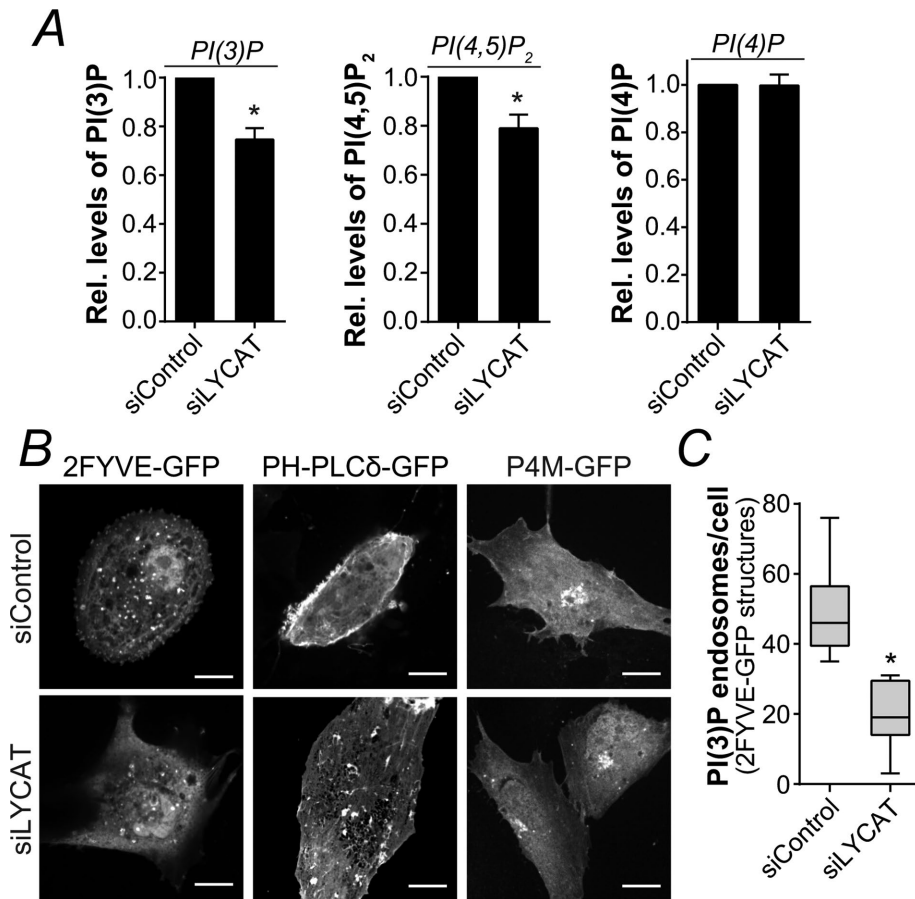 A
PI(3)P
Rel. levels of PI(3)P
1.0
0.8
0.6
0.4
0.2
0.0
*
siControl
siLYCAT
PI(4,5)P2
Rel. levels of PI(4,5)P2
1.0
0.8
0.6
0.4
0.2
0.0
*
siControl
siLYCAT
PI(4)P
Rel. levels of PI(4)P
1.0
0.8
0.6
0.4
0.2
0.0
siControl
siLYCAT
B
2FYVE-GFP
PH-PLCδ-GFP
P4M-GFP
siControl
siLYCAT
C
PI(3)P endosomes/cell
(2FYVE-GFP structures)
80
60
40
20
0
*
siControl
siLYCAT